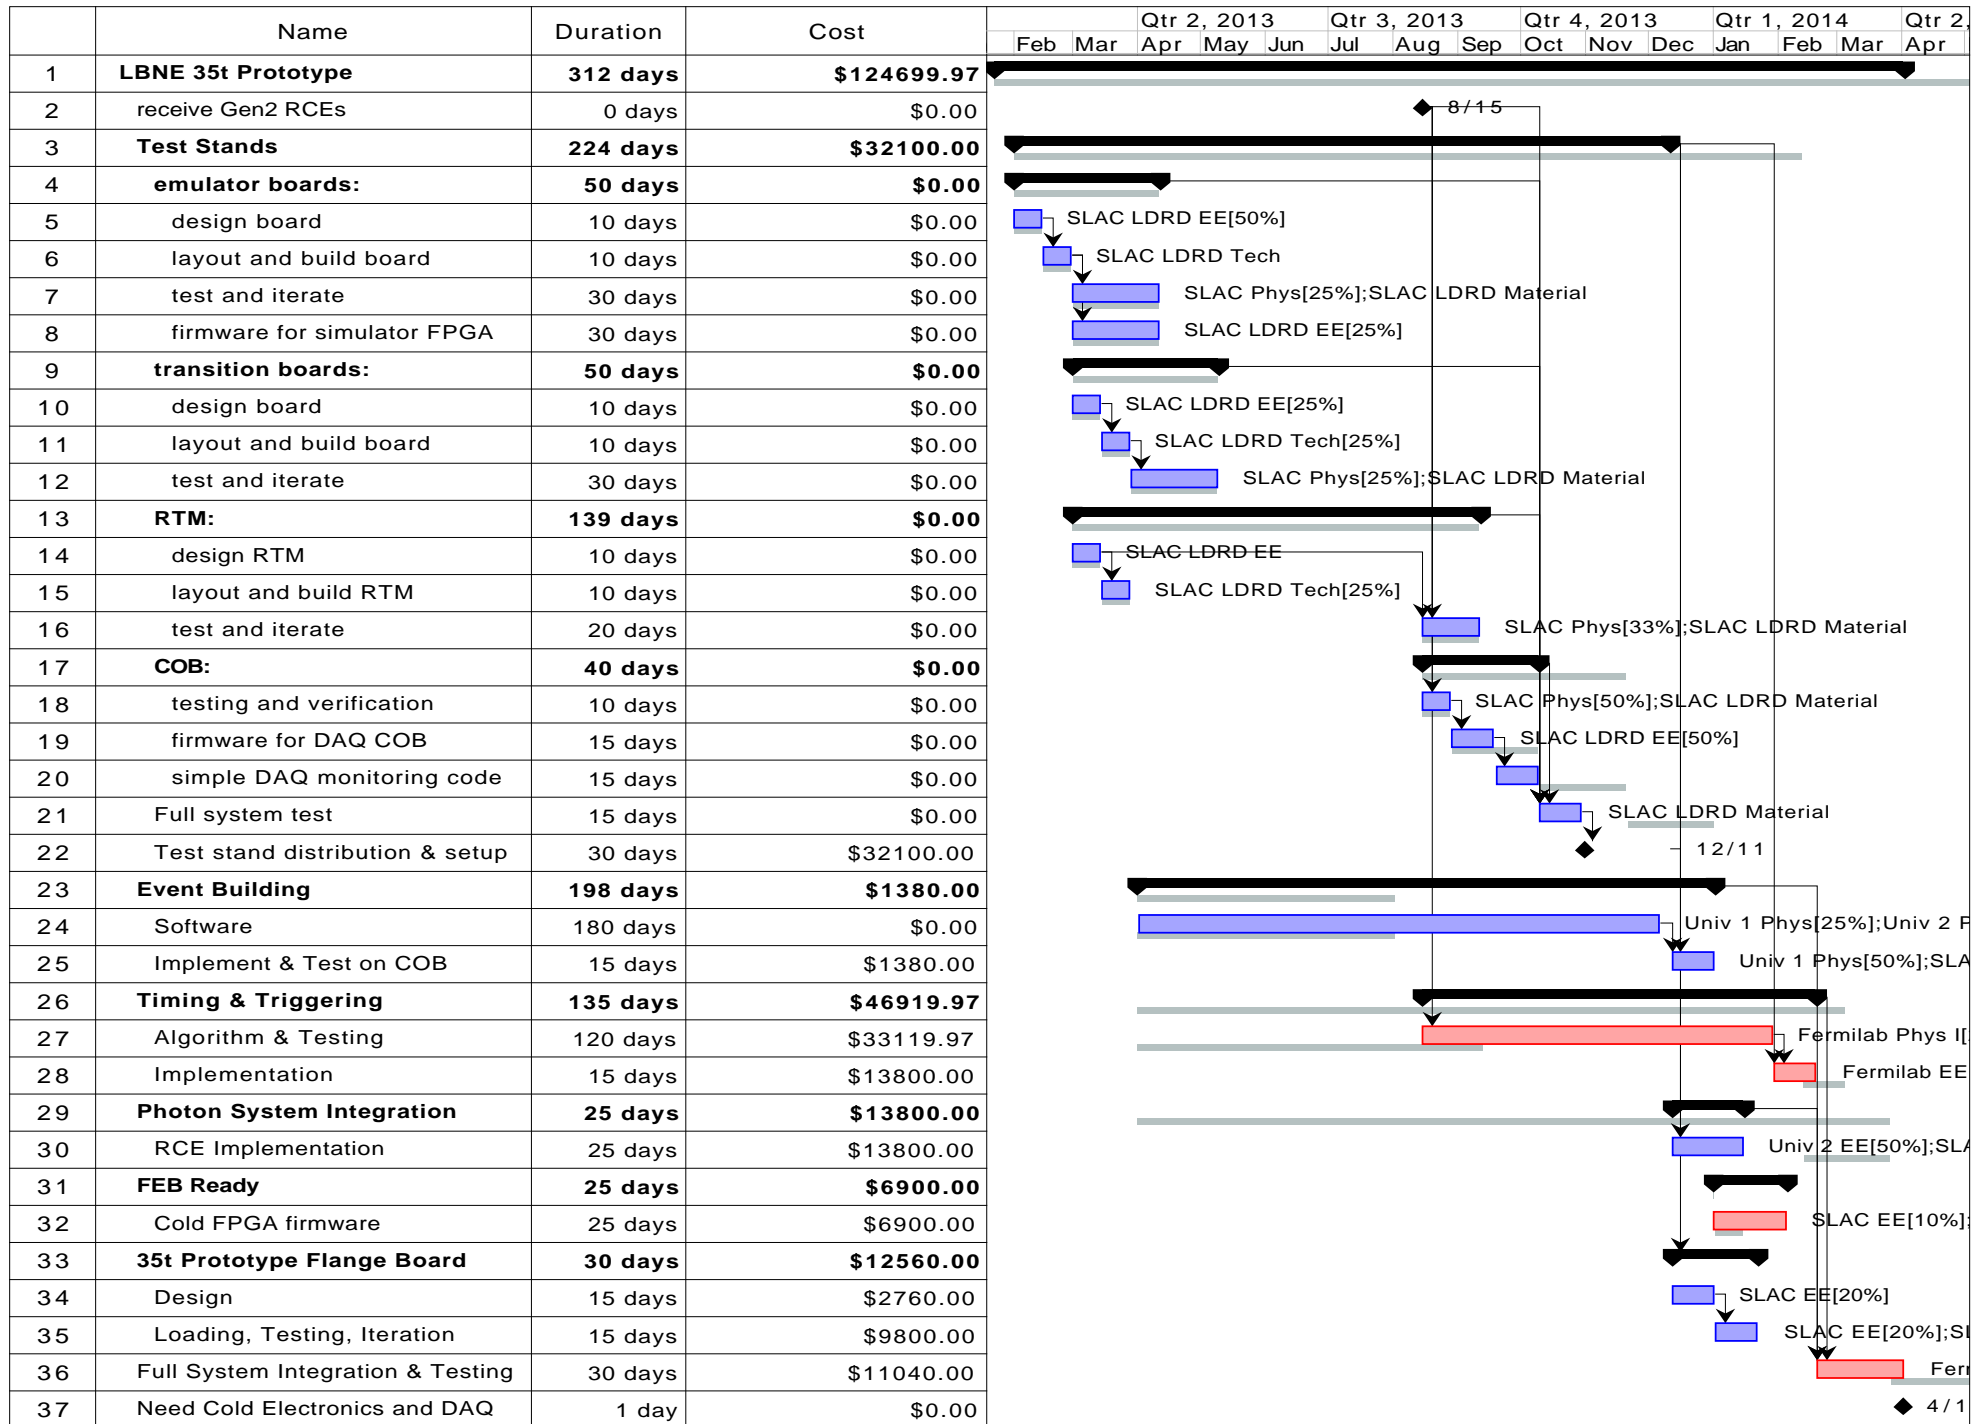 Name Duration Cost Qtr 2, 2013 Qtr 3, 2013 Qtr 4, 2013 Qtr 1, 2014 Qtr 2,
Feb Mar Apr May Jun Jul Aug Sep Oct Nov Dec Jan Feb Mar Apr
1 LBNE 35t Prototype 312 days $124699.97
2 receive Gen2 RCEs 0 days $0.00 8/15
3 Test Stands 224 days $32100.00
4 emulator boards: 50 days $0.00
5 design board 10 days $0.00 SLAC LDRD EE[50%]
6 layout and build board 10 days $0.00 SLAC LDRD Tech
7 test and iterate 30 days $0.00 SLAC Phys[25%];SLAC LDRD Material
8 firmware for simulator FPGA 30 days $0.00 SLAC LDRD EE[25%]
9 transition boards: 50 days $0.00
10 design board 10 days $0.00 SLAC LDRD EE[25%]
11 layout and build board 10 days $0.00 SLAC LDRD Tech[25%]
12 test and iterate 30 days $0.00 SLAC Phys[25%];SLAC LDRD Material
13 RTM: 139 days $0.00
14 design RTM 10 days $0.00 SLAC LDRD EE
15 layout and build RTM 10 days $0.00 SLAC LDRD Tech[25%]
16 test and iterate 20 days $0.00 SLAC Phys[33%];SLAC LDRD Material
17 COB: 40 days $0.00
18 testing and verification 10 days $0.00 SLAC Phys[50%];SLAC LDRD Material
19 firmware for DAQ COB 15 days $0.00 SLAC LDRD EE[50%]
20 simple DAQ monitoring code 15 days $0.00
21 Full system test 15 days $0.00 SLAC LDRD Material
22 Test stand distribution & setup 30 days $32100.00 12/11
23 Event Building 198 days $1380.00
24 Software 180 days $0.00 Univ 1 Phys[25%];Univ 2 P
25 Implement & Test on COB 15 days $1380.00 Univ 1 Phys[50%];SLA
26 Timing & Triggering 135 days $46919.97
27 Algorithm & Testing 120 days $33119.97 Fermilab Phys I[
28 Implementation 15 days $13800.00 Fermilab EE
29 Photon System Integration 25 days $13800.00
30 RCE Implementation 25 days $13800.00 Univ 2 EE[50%];SLA
31 FEB Ready 25 days $6900.00
32 Cold FPGA firmware 25 days $6900.00 SLAC EE[10%];
33 35t Prototype Flange Board 30 days $12560.00
34 Design 15 days $2760.00 SLAC EE[20%]
35 Loading, Testing, Iteration 15 days $9800.00 SLAC EE[20%];SL
36 Full System Integration & Testing 30 days $11040.00 Fer
37 Need Cold Electronics and DAQ 1 day $0.00 4/1